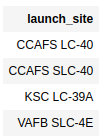 launch_site
CCAFS LC-40
CCAFS SLC-40
KSC LC-39A
VAFB SLC-4E